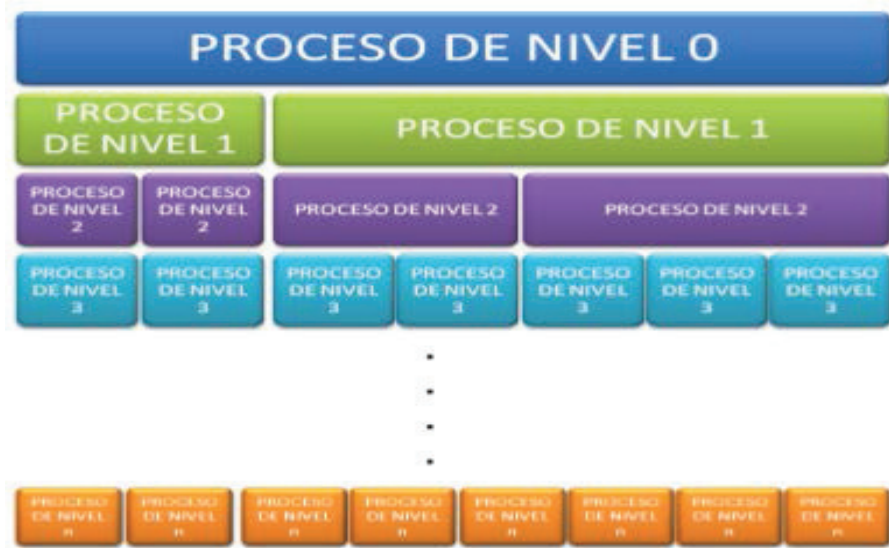 PROCESO DE NIVEL 0
PROCESO
DE NIVEL 1
PROCESO DE NIVEL 1
PROCESO
DE NIVEL
2
PROCESO
DE NIVEL
2
PROCESO DE NIVEL 2
PROCESO DE NIVEL 2
PROCESO
DE NIVEL
3
PROCESO
DE NIVEL
3
PROCESO
DE NIVEL
3
PROCESO
DE NIVEL
3
PROCESO
DE NIVEL
3
PROCESO
DE NIVEL
3
PROCESO
DE NIVEL
3
PROCESO
DE NIVEL
n
PROCESO
DE NIVEL
n
PROCESO
DE NIVEL
n
PROCESO
DE NIVEL
n
PROCESO
DE NIVEL
n
PROCESO
DE NIVEL
n
PROCESO
DE NIVEL
n
PROCESO
DE NIVEL
n